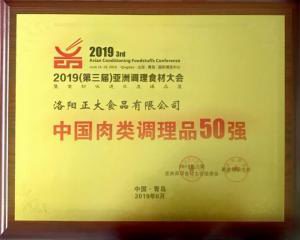 2019 3rd
Asian Conditioning Foodstuffs Conference
2019(第三届)亚洲调理食材大会
洛阳正大食品有限公司
中国肉类调理品50强
中国·青岛
2019年6月